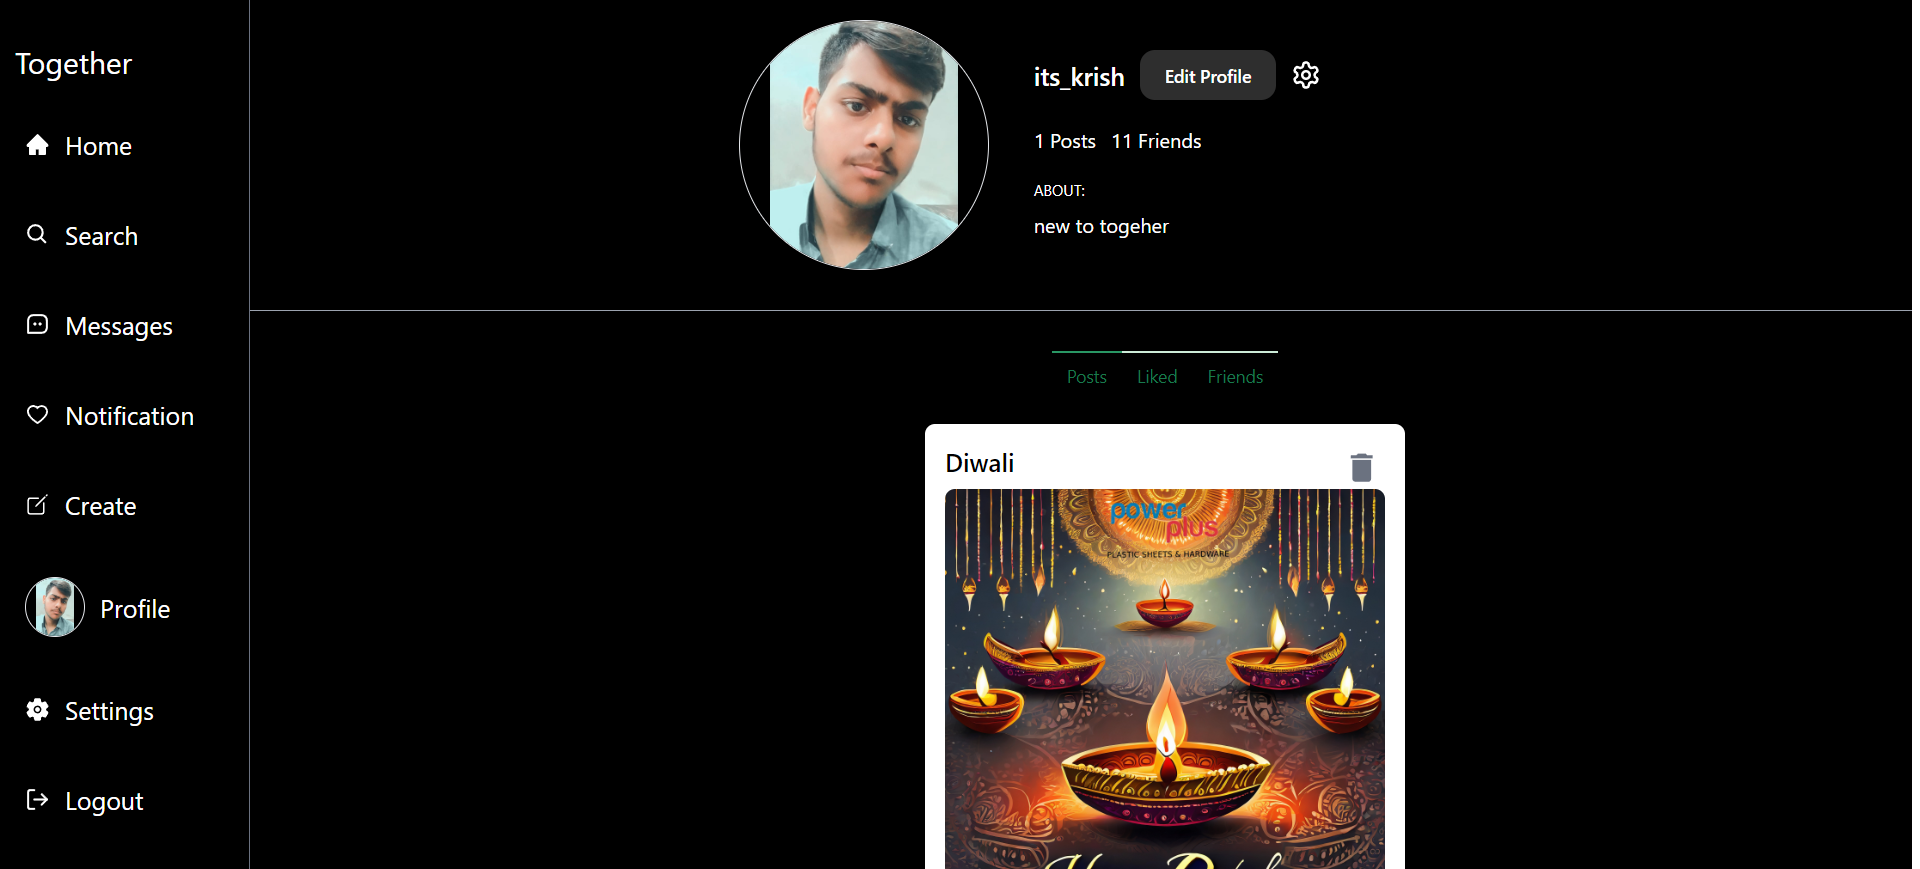 Together
Home
Search
Messages
Notification
Create
Profile
Settings
Logout
its_krish Edit Profile
1 Posts 11 Friends
ABOUT:
new to togeher
Posts Liked Friends
Diwali
power
plus
PLASTIC SHEETS & HARDWARE